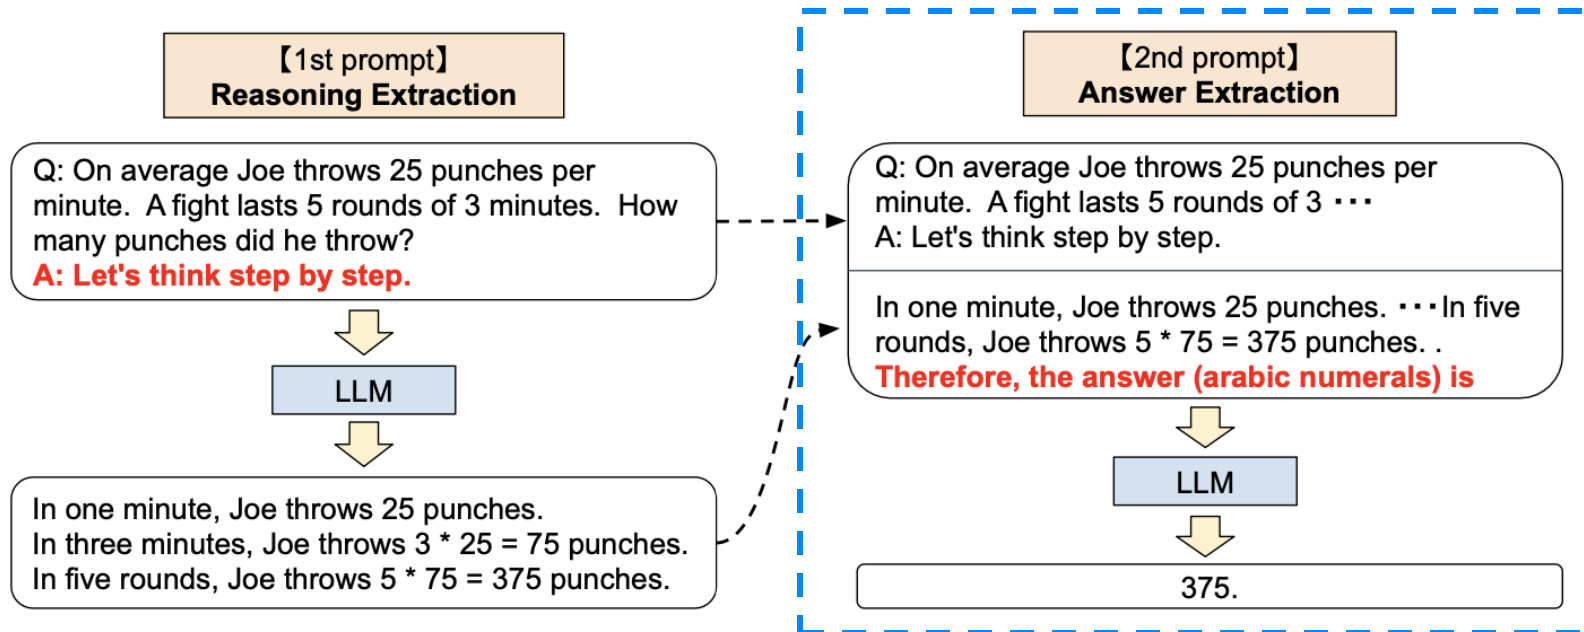 【1st prompt】
Reasoning Extraction
Q: On average Joe throws 25 punches per
minute.  A fight lasts 5 rounds of 3 minutes.  How
many punches did he throw?
A: Let's think step by step.
LLM
In one minute, Joe throws 25 punches.
In three minutes, Joe throws 3 * 25 = 75 punches.
In five rounds, Joe throws 5 * 75 = 375 punches.
【2nd prompt】
Answer Extraction
Q: On average Joe throws 25 punches per
minute.  A fight lasts 5 rounds of 3 ・・・
A: Let's think step by step.
In one minute, Joe throws 25 punches. ・・・In five
rounds, Joe throws 5 * 75 = 375 punches. .
Therefore, the answer (arabic numerals) is
LLM
375.